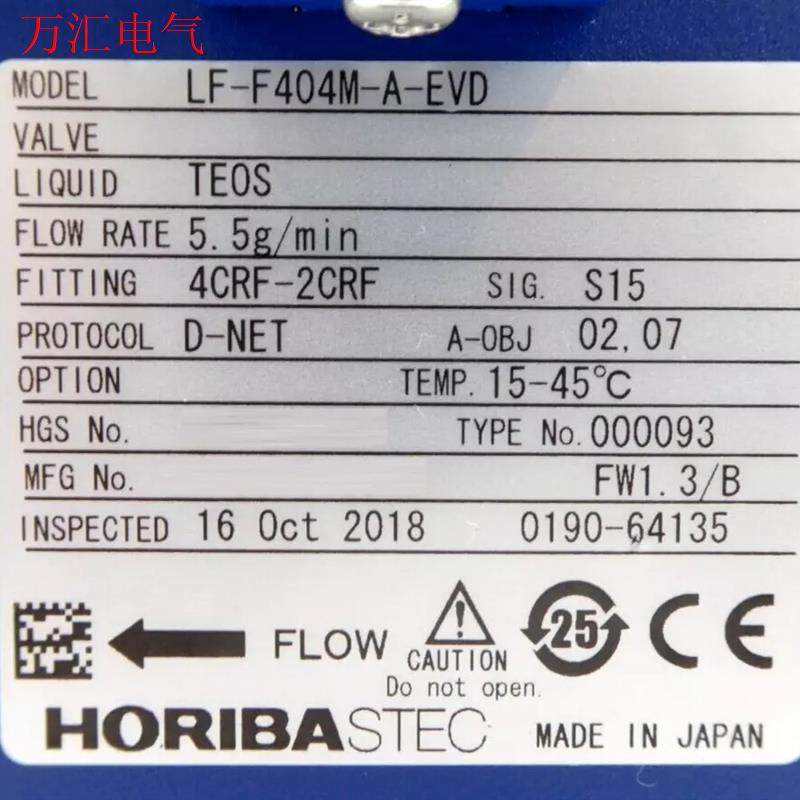 万汇电气
MODEL LF-F404M-A-EVD
VALVE
LIQUID TEOS
FLOW RATE 5.5g/min
FITTING 4CRF-2CRF SIG. S15
PROTOCOL D-NET A-OBJ 02,07
OPTION TEMP. 15-45℃
HGS No. TYPE No. 000093
MFG No. FW1.3/B
INSPECTED 16 Oct 2018 0190-64135
FLOW
CAUTION
Do not open.
25
CE
HORIBASTEC MADE IN JAPAN